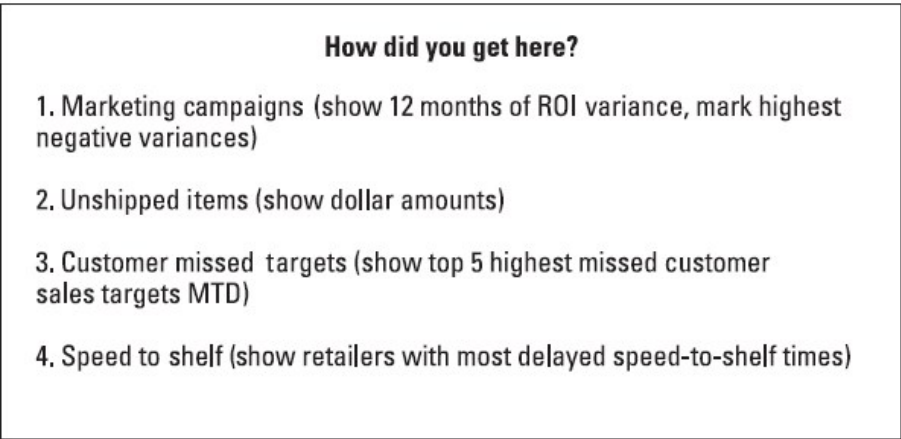 How did you get here?
1. Marketing campaigns (show 12 months of ROI variance, mark highest
negative variances)
2. Unshipped items (show dollar amounts)
3. Customer missed targets (show top 5 highest missed customer
sales targets MTD)
4. Speed to shelf (show retailers with most delayed speed-to-shelf times)